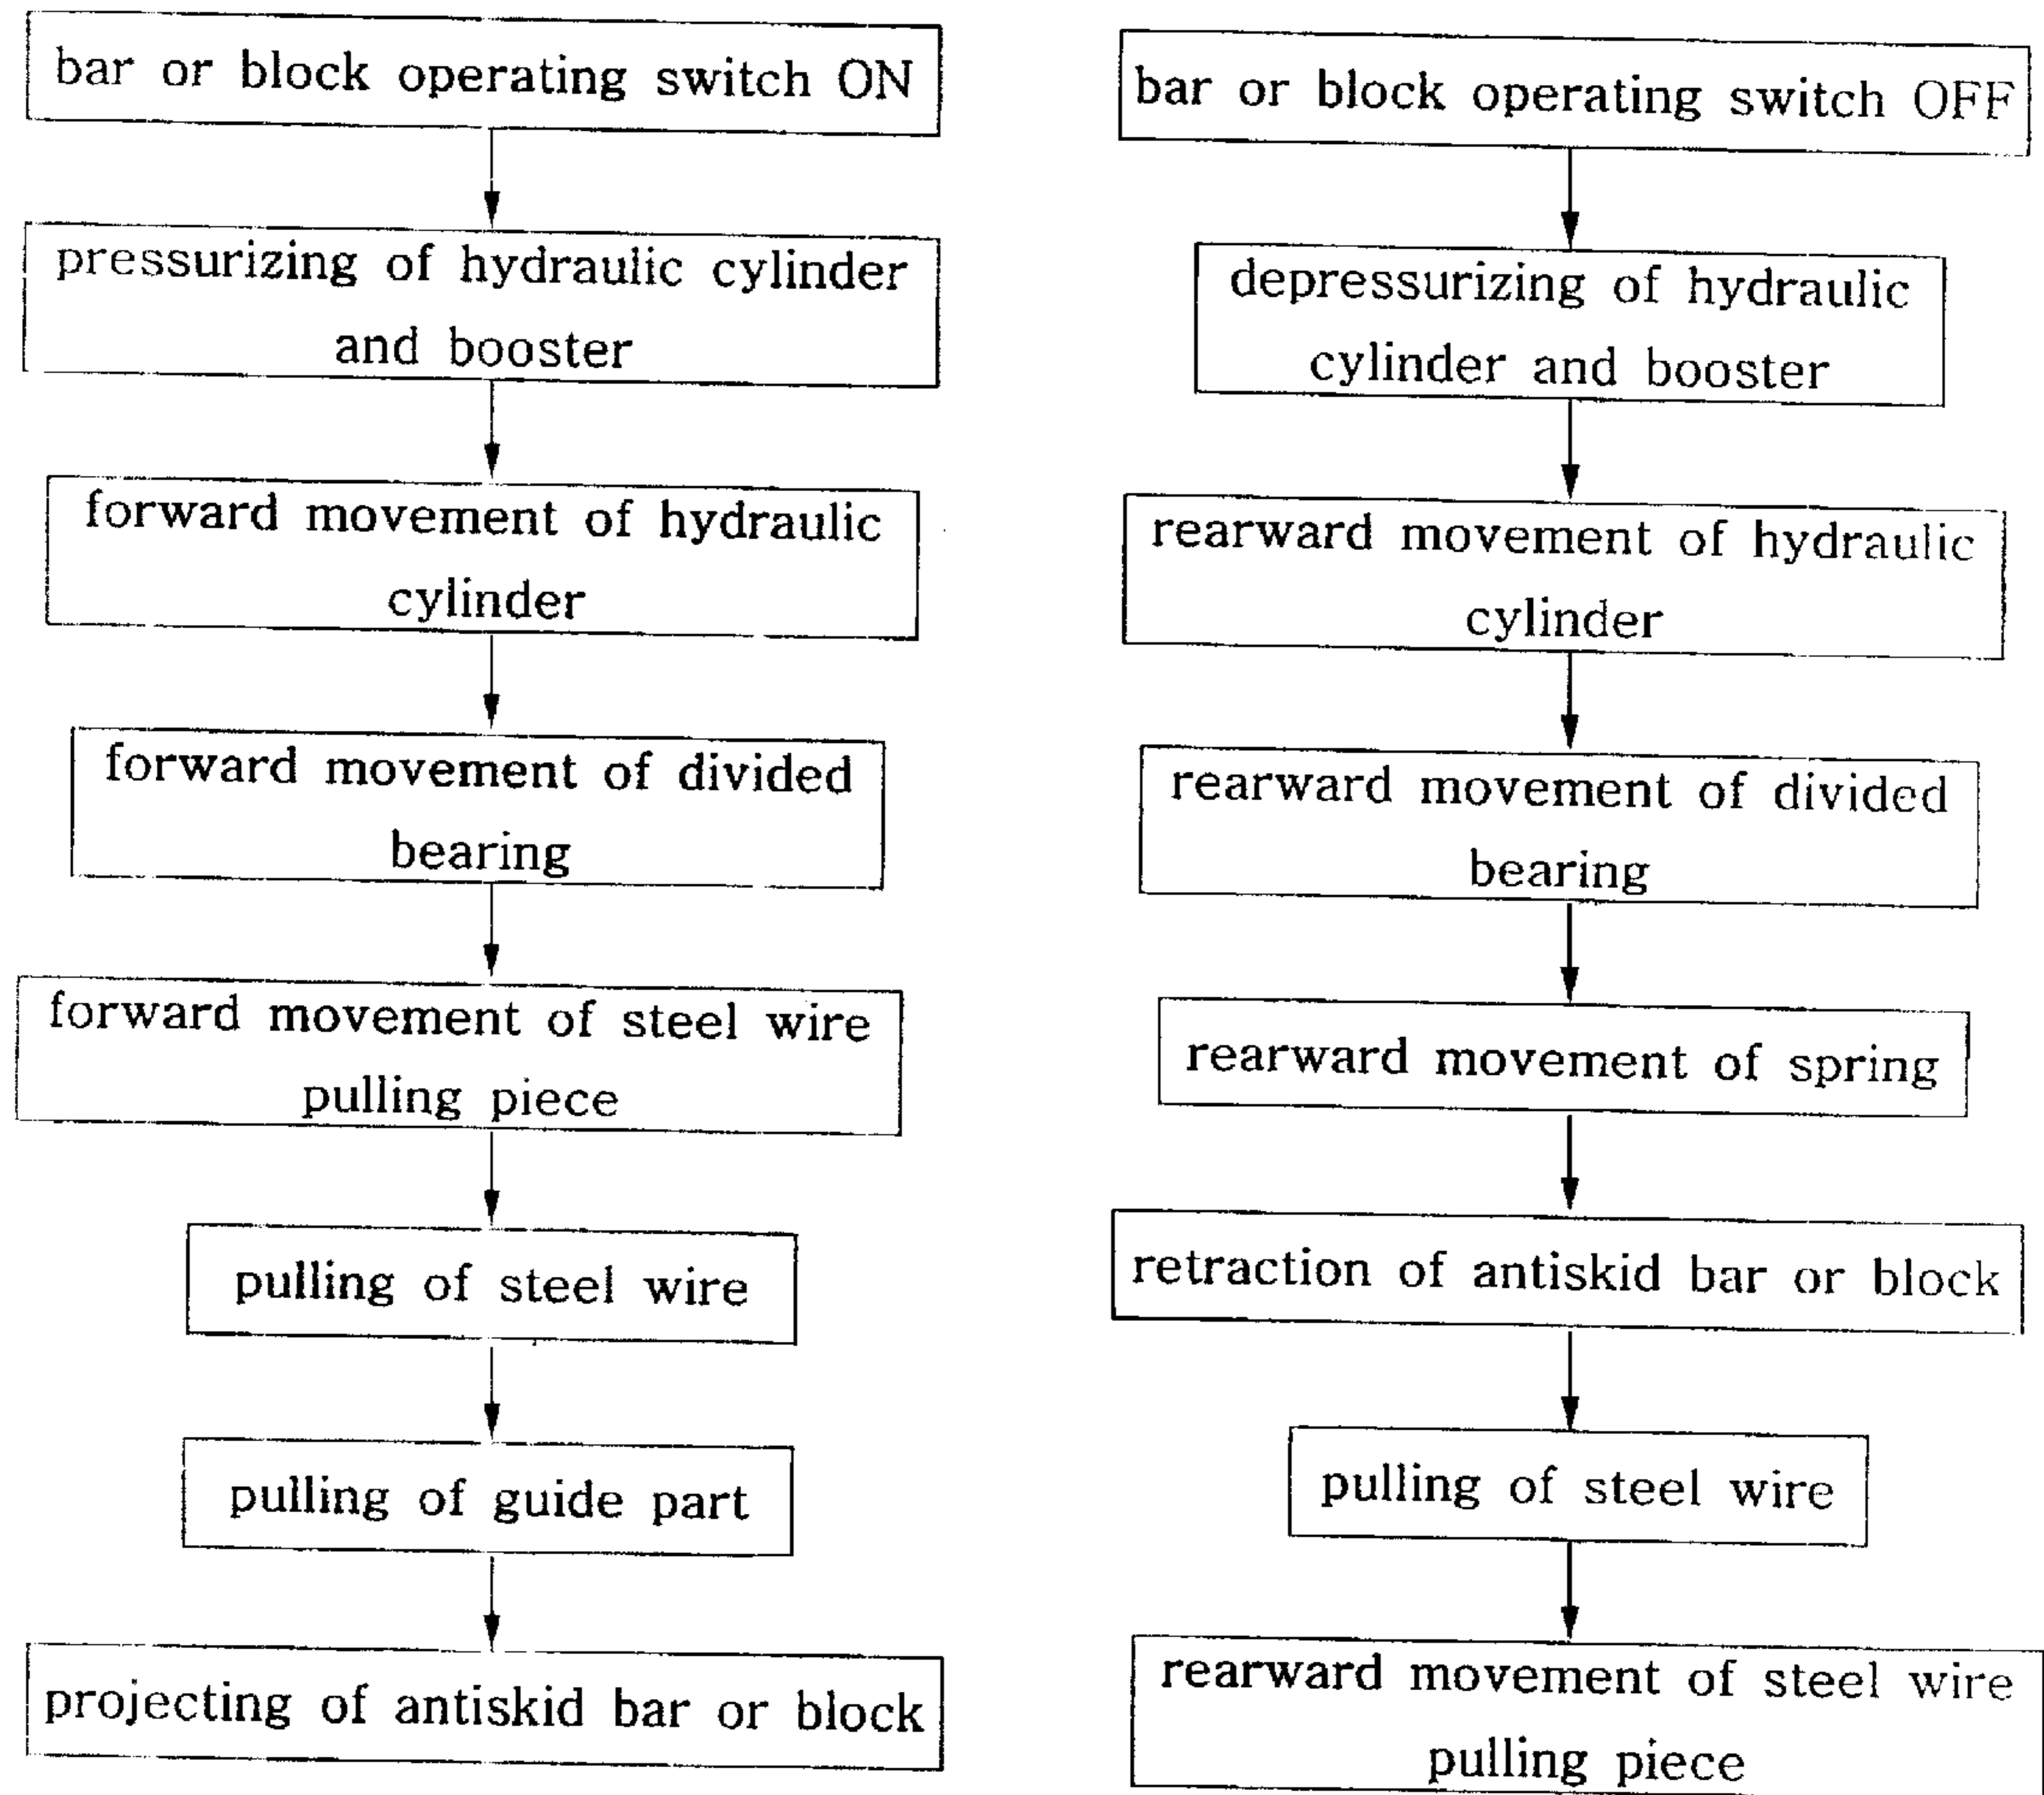 bar or block operating switch ON
pressurizing of hydraulic cylinder
and booster
forward movement of hydraulic
cylinder
forward movement of divided
bearing
forward movement of steel wire
pulling piece
pulling of steel wire
pulling of guide part
projecting of antiskid bar or block
bar or block operating switch OFF
depressurizing of hydraulic
cylinder and booster
rearward movement of hydraulic
cylinder
rearward movement of divided
bearing
rearward movement of spring
retraction of antiskid bar or block
pulling of steel wire
rearward movement of steel wire
pulling piece